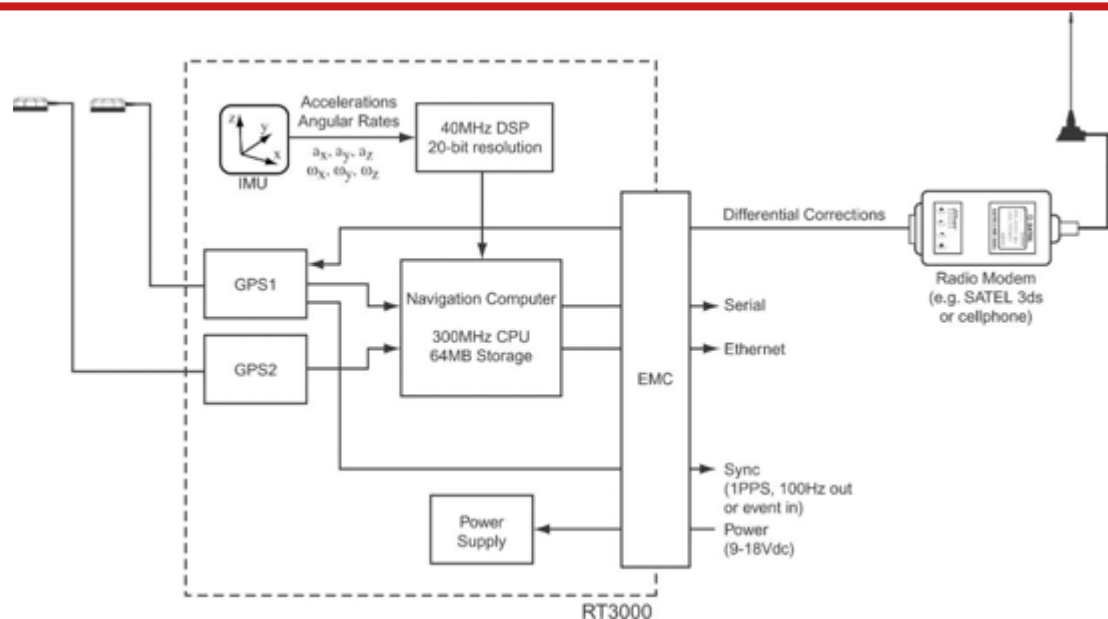 Accelerations
Angular Rates
z
y
x
ax, ay, az
ωx, ωy, ωz
IMU
40MHz DSP
20-bit resolution
Differential Corrections
SATEL
Radio Modem
(e.g. SATEL 3ds
or cellphone)
GPS1
Navigation Computer
300MHz CPU
64MB Storage
Serial
GPS2
Ethernet
EMC
Sync
(1PPS, 100Hz out
or event in)
Power
Supply
Power
(9-18Vdc)
RT3000